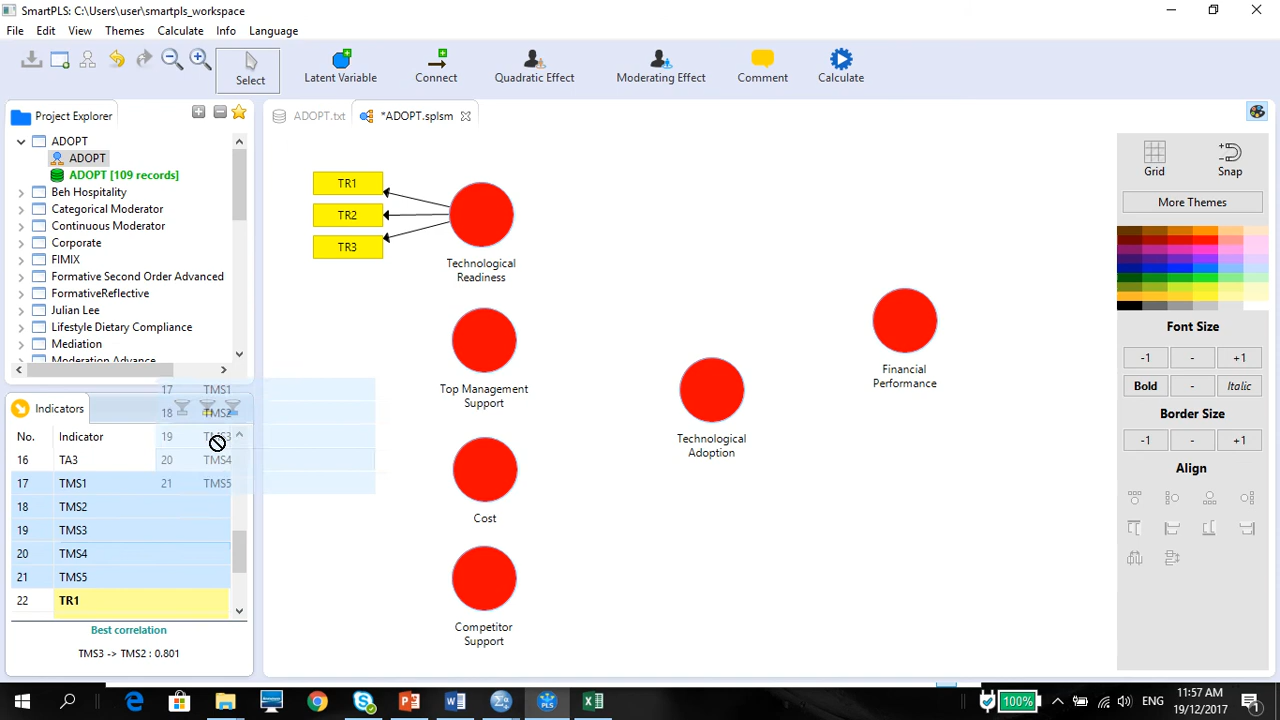 SmartPLS: C:\Users\user\smartpls_workspace
File Edit View Themes Calculate Info Language
Select
Latent Variable
Connect
Quadratic Effect
Moderating Effect
Comment
Calculate
Project Explorer
ADOPT
ADOPT
ADOPT [109 records]
Beh Hospitality
Categorical Moderator
Continuous Moderator
Corporate
FIMIX
Formative Second Order Advanced
FormativeReflective
Julian Lee
Lifestyle Dietary Compliance
Mediation
Moderation Advance
17 TMS1
18 TMS2
19 TMS3
20 TMS4
21 TMS5
Indicators
No. Indicator
16 TA3
17 TMS1
18 TMS2
19 TMS3
20 TMS4
21 TMS5
22 TR1
Best correlation
TMS3 -> TMS2 : 0.801
ADOPT.txt
*ADOPT.splsm
TR1
TR2
TR3
Technological
Readiness
Top Management
Support
Cost
Competitor
Support
Technological
Adoption
Financial
Performance
Grid
Snap
More Themes
Font Size
-1 - +1
Bold - Italic
Border Size
-1 - +1
Align
PLS
100%
ENG
11:57 AM
19/12/2017
1